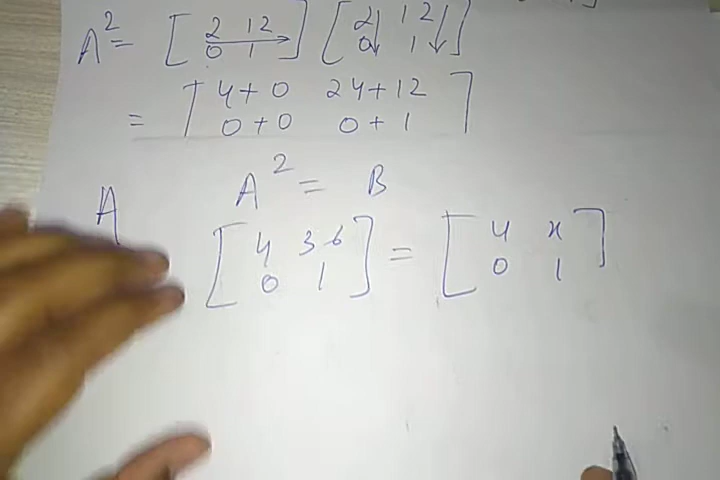 A² = [ 2 12 ] [ 2 12 ]
0 1 0 1
= [ 4+0 24+12 ]
0+0 0+1
A² = B
A
[ 4 36 ] = [ 4 x ]
0 1 0 1